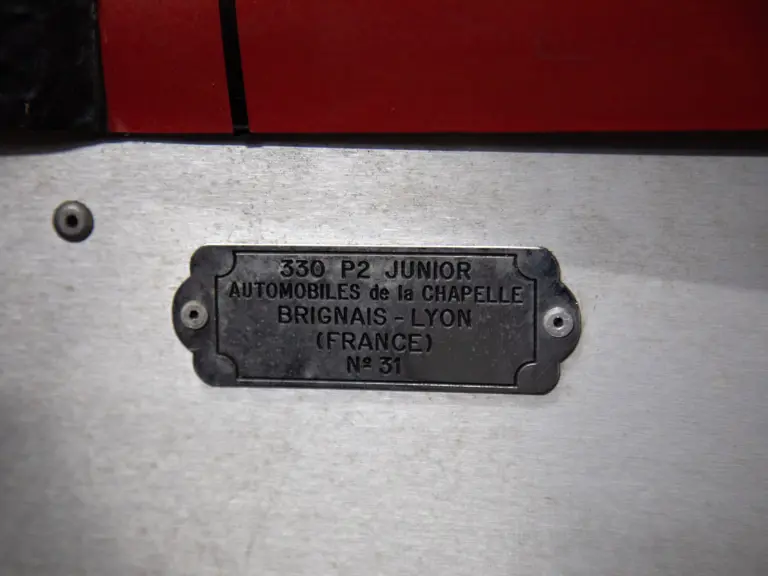 330 P2 JUNIOR
AUTOMOBILES de la CHAPELLE
BRIGNAIS - LYON
(FRANCE)
Nº 31